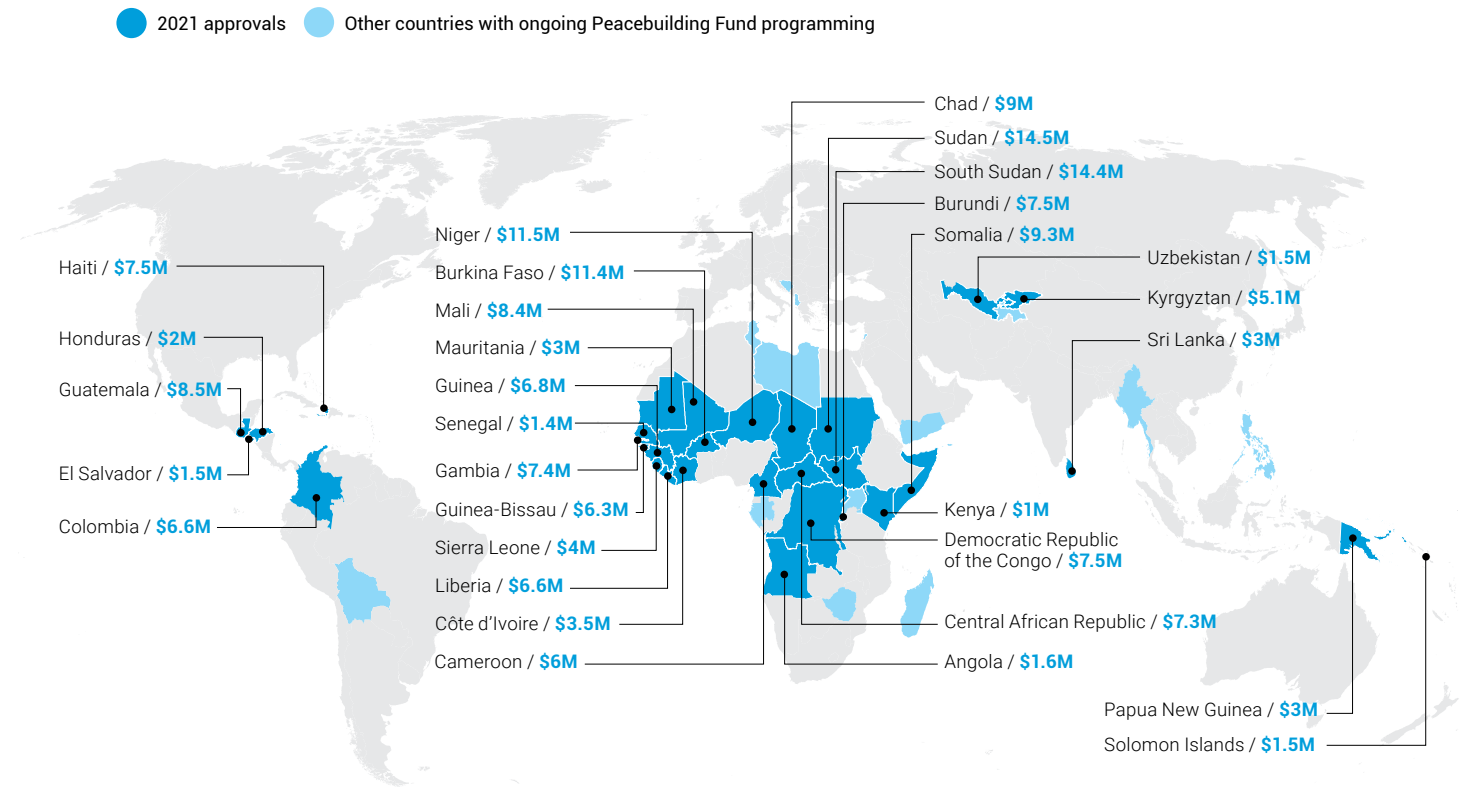 2021 approvals
Other countries with ongoing Peacebuilding Fund programming
Haiti / $7.5M
Honduras / $2M
Guatemala / $8.5M
El Salvador / $1.5M
Colombia / $6.6M
Niger / $11.5M
Burkina Faso / $11.4M
Mali / $8.4M
Mauritania / $3M
Guinea / $6.8M
Senegal / $1.4M
Gambia / $7.4M
Guinea-Bissau / $6.3M
Sierra Leone / $4M
Liberia / $6.6M
Côte d’Ivoire / $3.5M
Cameroon / $6M
Chad / $9M
Sudan / $14.5M
South Sudan / $14.4M
Burundi / $7.5M
Somalia / $9.3M
Kenya / $1M
Democratic Republic
of the Congo / $7.5M
Central African Republic / $7.3M
Angola / $1.6M
Uzbekistan / $1.5M
Kyrgyztan / $5.1M
Sri Lanka / $3M
Papua New Guinea / $3M
Solomon Islands / $1.5M